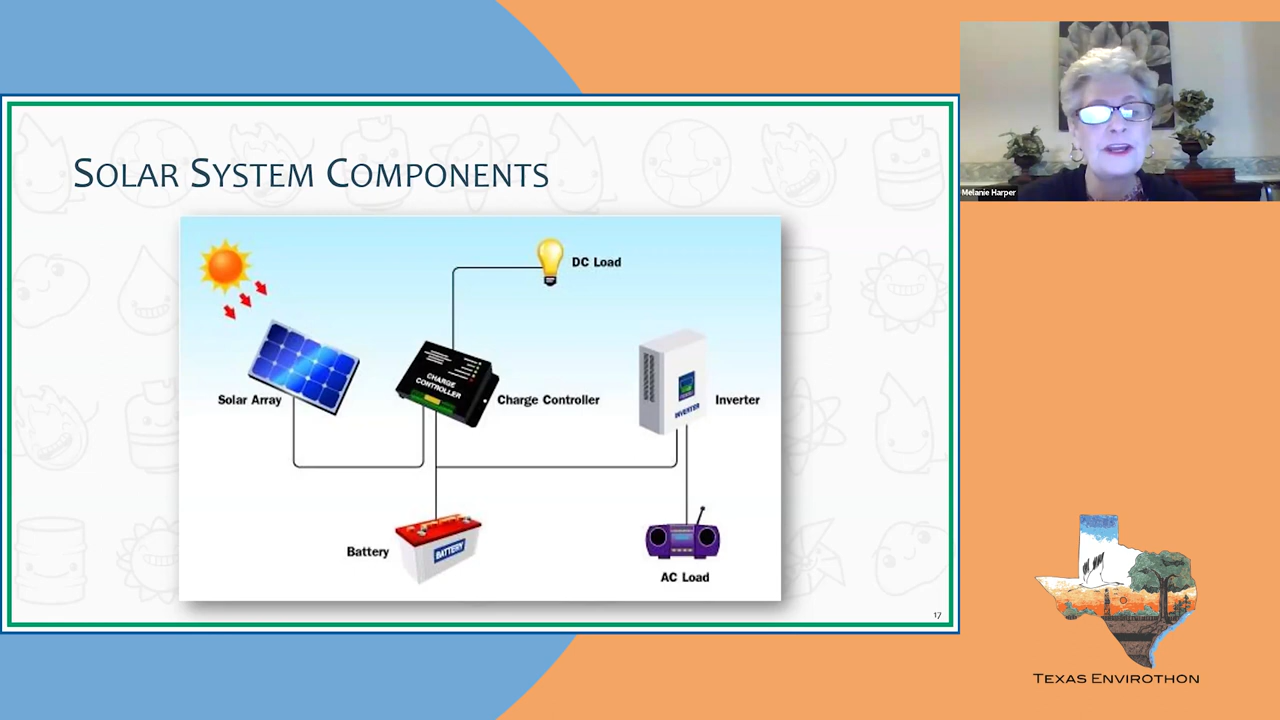 SOLAR SYSTEM COMPONENTS
DC Load
Solar Array
CHARGE
CONTROLLER
Charge Controller
INVERTER
Inverter
Battery
BATTERY
AC Load
17
Melanie Harper
TEXAS ENVIROTHON